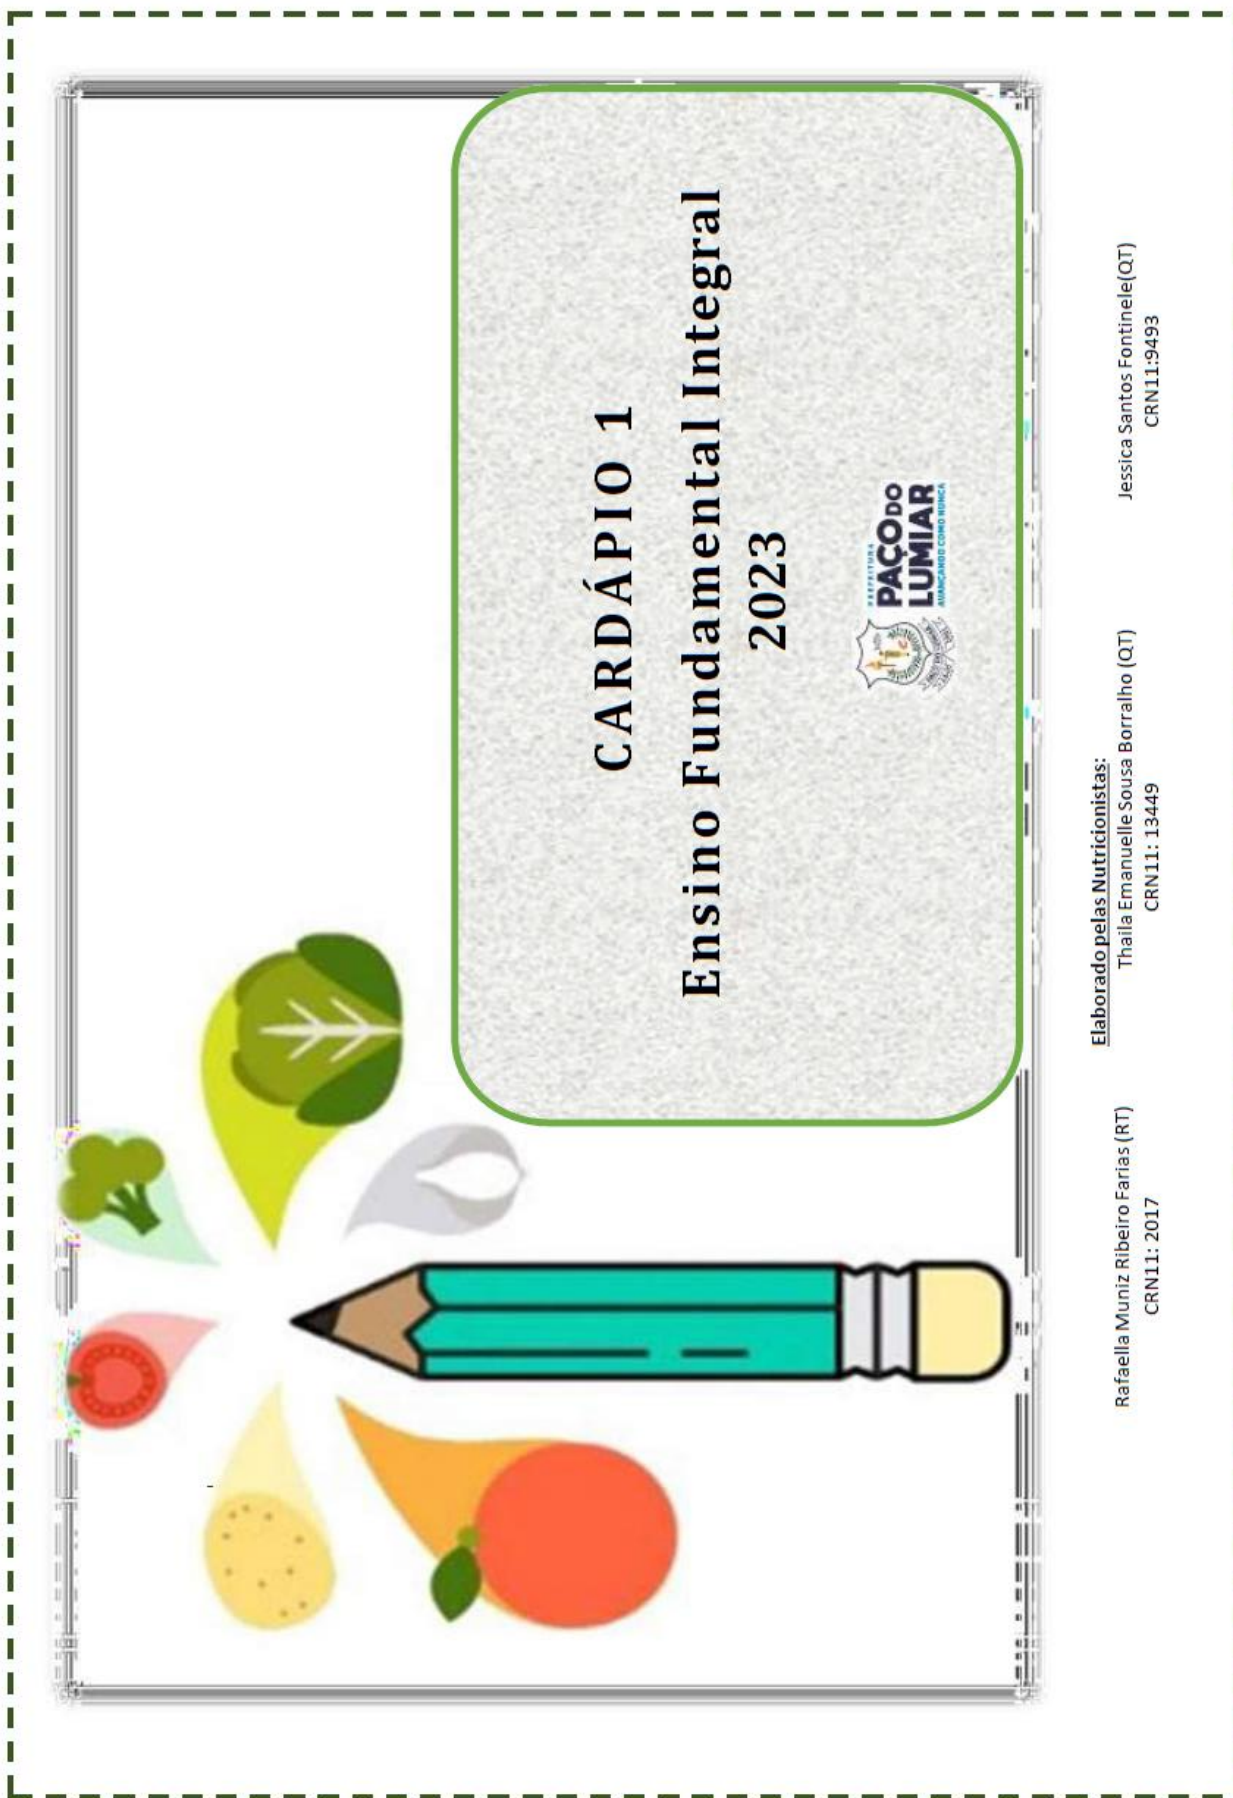 CARDÁPIO 1
Ensino Fundamental Integral
2023
PREFEITURA
PAÇO DO
LUMIAR
AVANÇANDO COMO NUNCA
Elaborado pelas Nutricionistas:
Rafaella Muniz Ribeiro Farias (RT)
CRN11: 2017
Thaila Emanuelle Sousa Borralho (QT)
CRN11: 13449
Jessica Santos Fontinele(QT)
CRN11:9493